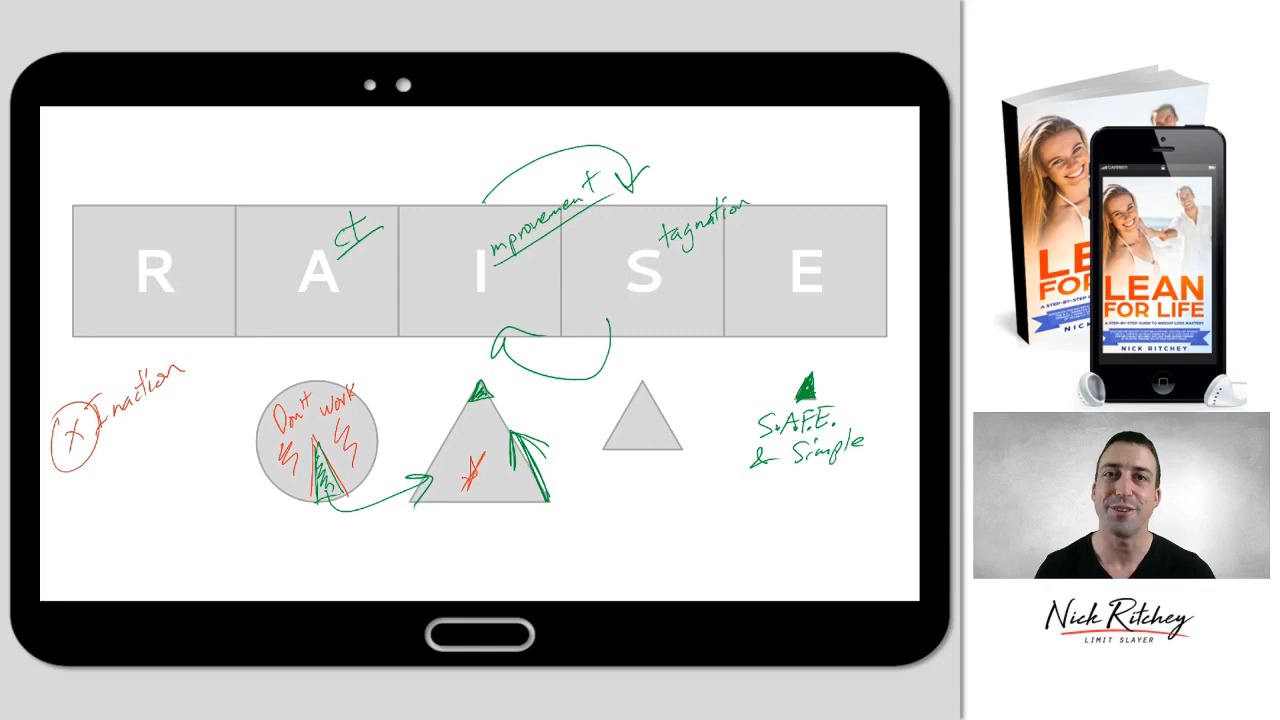 R A I S E
ct
mprovement
tagnation
X Inaction
Don't work
S.A.F.E.
& Simple
LEAN
FOR LIFE
A STEP-BY-STEP GUIDE TO WEIGHT LOSS MASTERY
NICK RITCHEY
Nick Ritchey
LIMIT SLAYER